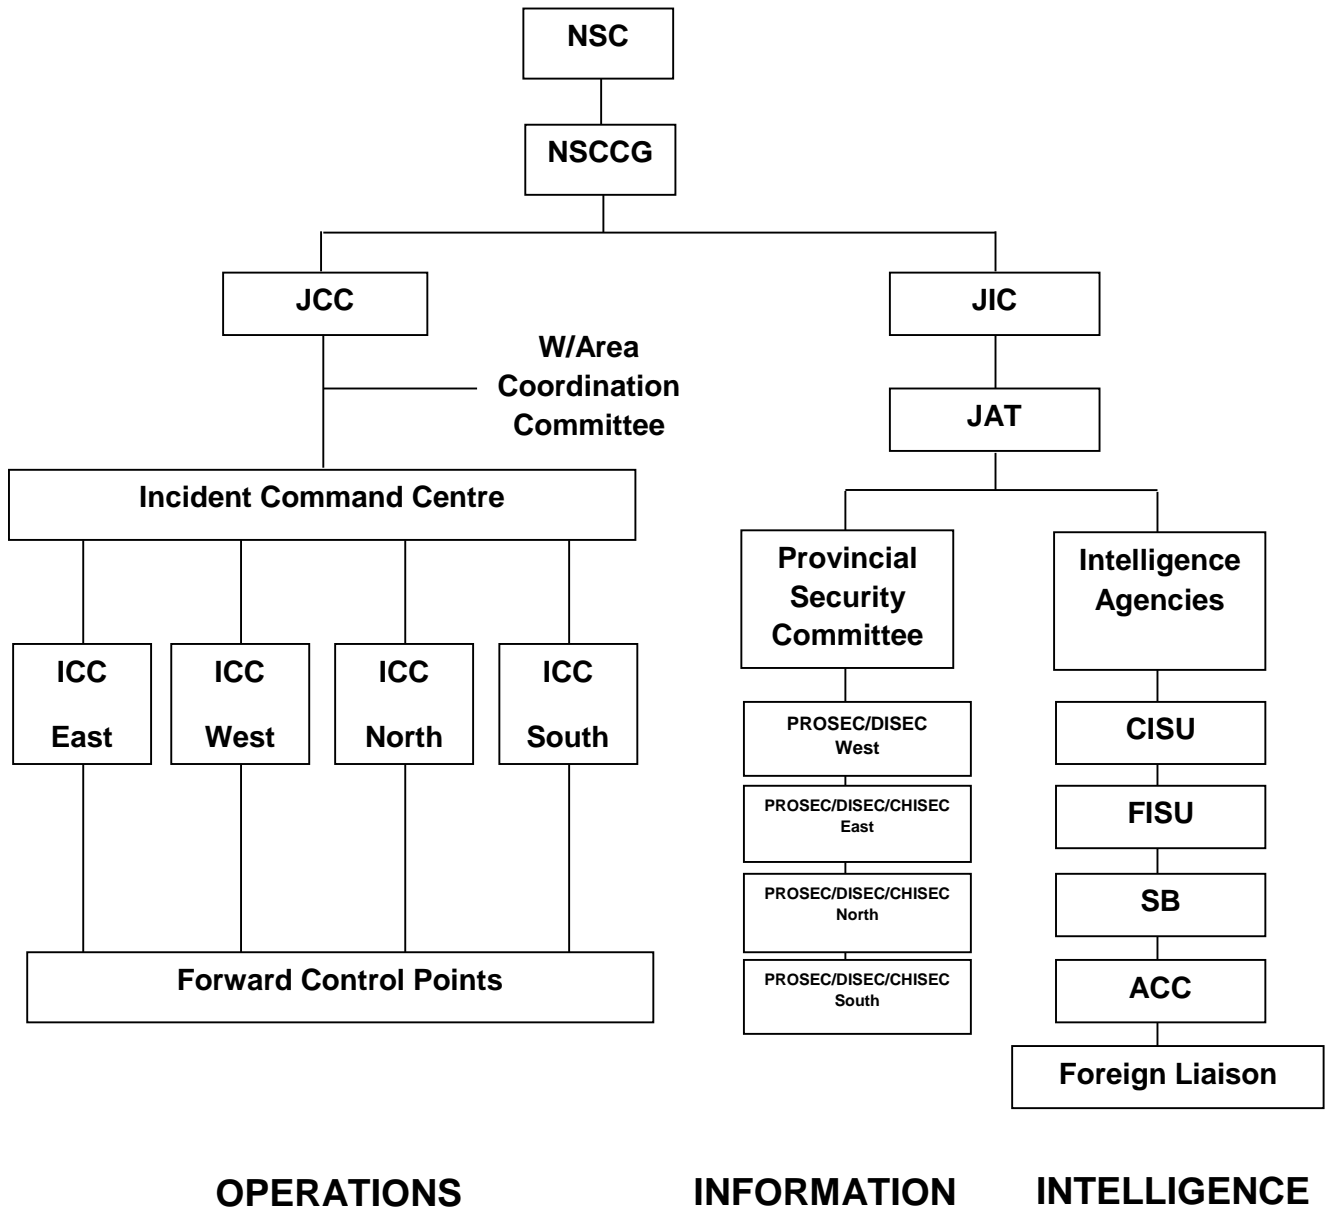 NSC
NSCCG
JCC
JIC
W/Area
Coordination
Committee
JAT
Incident Command Centre
Provincial
Security
Committee
Intelligence
Agencies
ICC
East
ICC
West
ICC
North
ICC
South
PROSEC/DISEC
West
PROSEC/DISEC/CHISEC
East
PROSEC/DISEC/CHISEC
North
PROSEC/DISEC/CHISEC
South
CISU
FISU
SB
ACC
Foreign Liaison
Forward Control Points
OPERATIONS
INFORMATION
INTELLIGENCE